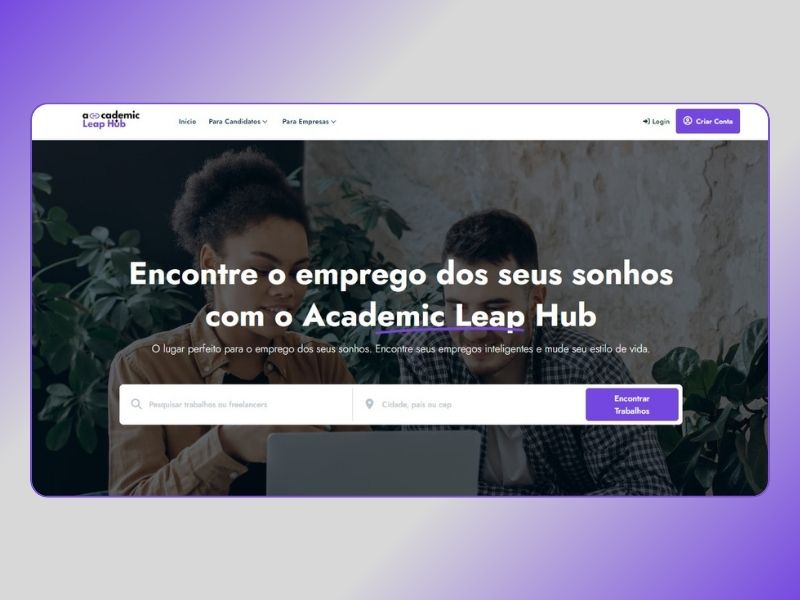 academic
Leap Hub
Início
Para Candidatos
Para Empresas
Login
Criar Conta
Encontre o emprego dos seus sonhos
com o Academic Leap Hub
O lugar perfeito para o emprego dos seus sonhos. Encontre seus empregos inteligentes e mude seu estilo de vida.
Pesquisar trabalhos ou freelancers
Cidade, país ou cep
Encontrar
Trabalhos